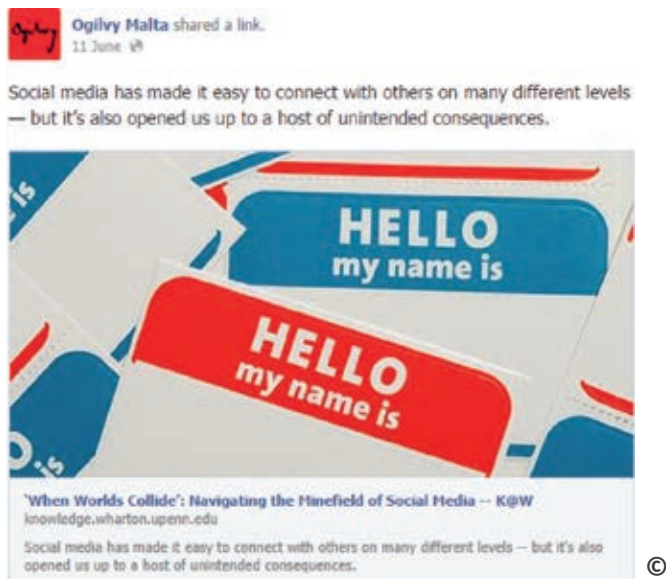 Ogilvy
Ogilvy Malta shared a link.
11 June
Social media has made it easy to connect with others on many different levels
— but it's also opened us up to a host of unintended consequences.
is
HELLO
my name is
HELLO
my name is
O
is
'When Worlds Collide': Navigating the Minefield of Social Media -- K@W
knowledge.wharton.upenn.edu
Social media has made it easy to connect with others on many different levels — but it's also
opened us up to a host of unintended consequences.
©